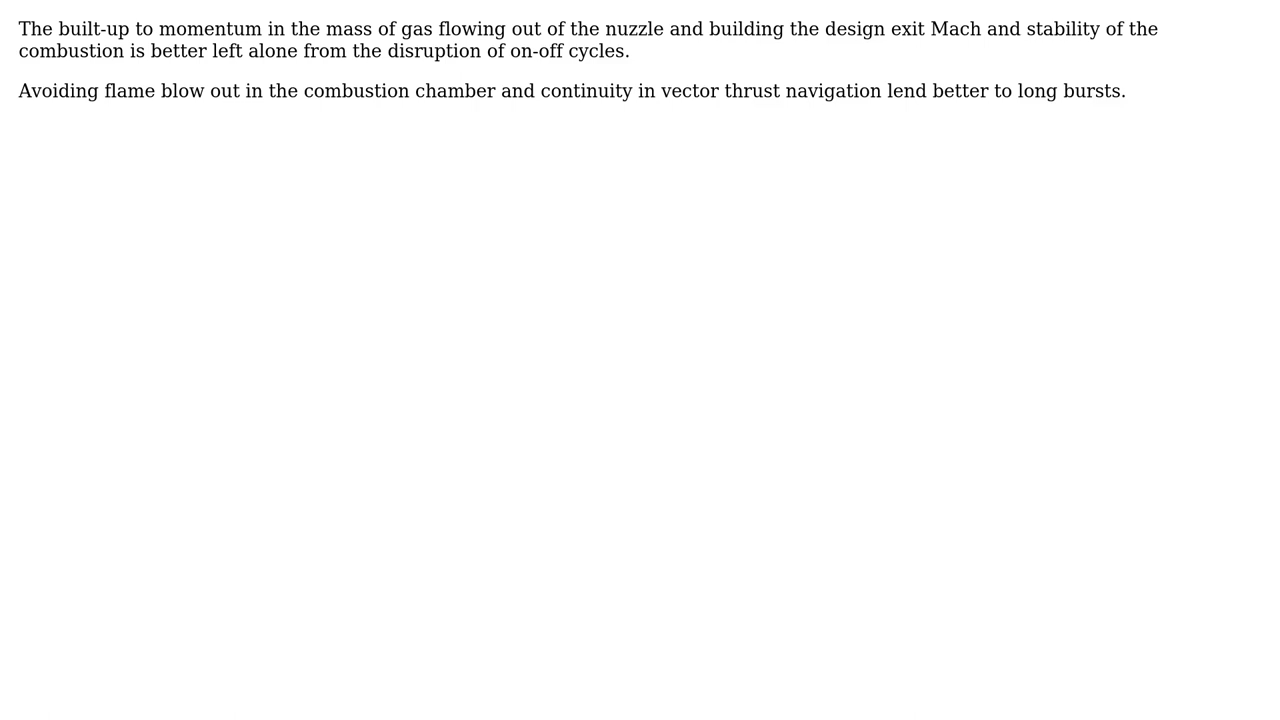 The built-up to momentum in the mass of gas flowing out of the nuzzle and building the design exit Mach and stability of the
combustion is better left alone from the disruption of on-off cycles.
Avoiding flame blow out in the combustion chamber and continuity in vector thrust navigation lend better to long bursts.